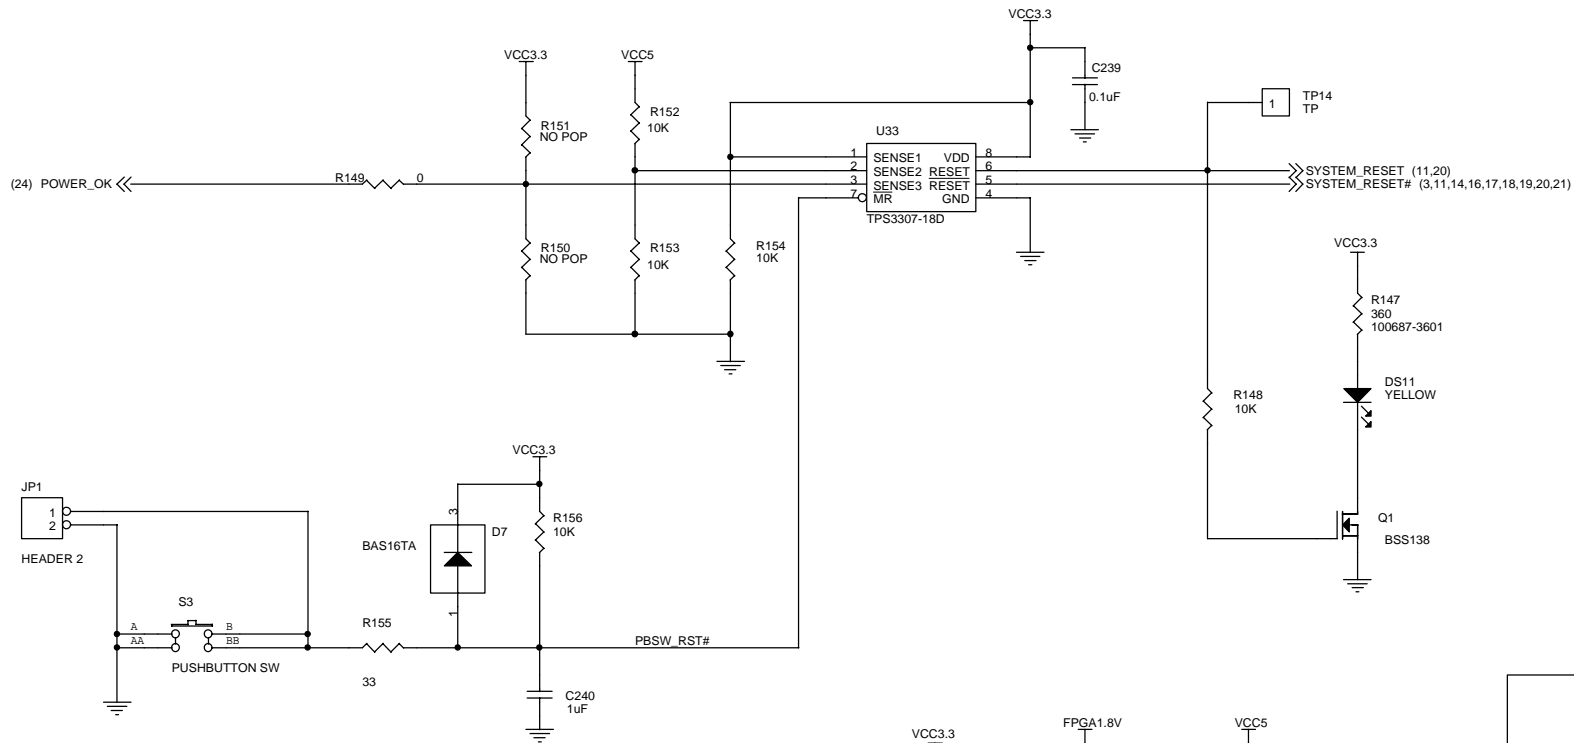 VCC3.3
VCC3.3
VCC5
C239
0.1uF
R151
NO POP
R152
10K
U33
1
TP14
TP
1 SENSE1 VDD 8
2 SENSE2 RESET 6
3 SENSE3 RESET 5
7 MR GND 4
TPS3307-18D
(24) POWER_OK
R149 0
SYSTEM_RESET (11,20)
SYSTEM_RESET# (3,11,14,16,17,18,19,20,21)
R150
NO POP
R153
10K
R154
10K
VCC3.3
R147
360
100687-3601
DS11
YELLOW
R148
10K
VCC3.3
JP1
1
2
HEADER 2
3
D7
BAS16TA
1
R156
10K
Q1
BSS138
S3
A B
AA BB
PUSHBUTTON SW
R155
33
PBSW_RST#
C240
1uF
VCC3.3
FPGA1.8V
VCC5